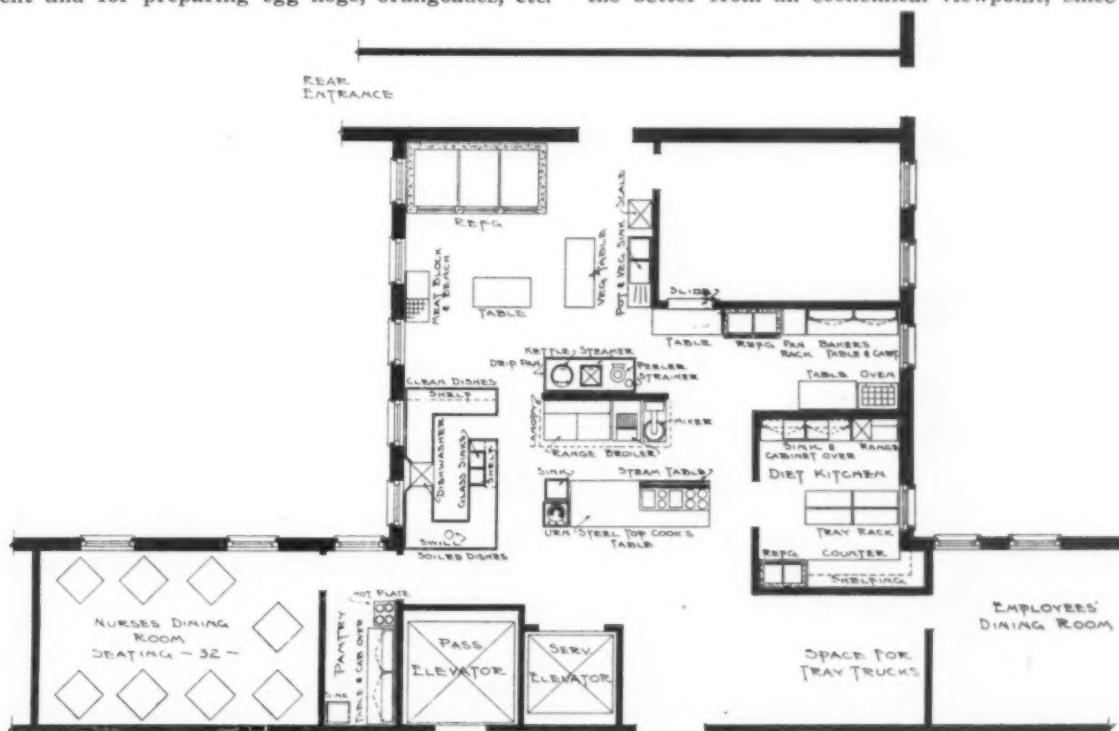 ent and for preparing egg nogs, orangeades, etc.
the better from an economical viewpoint, since
REAR
ENTRANCE
REFG
MEAT BLOCK
& BENCH
TABLE
VEG TABLE
POT & VEG SINK
SCALE
SLIDE
TABLE
REFG
PAN
RACK
BAKERS
TABLE & CABT
TABLE
OVEN
KETTLE
STEAMER
DRIP PAN
PEELER
STRAINER
CANOPY
MIXER
RANGE
BROILER
CLEAN DISHES
SHELF
DISHWASHER
GLASS SINKS
SHELF
SWILL
SOILED DISHES
SINK
STEAM TABLE
URN
STEEL TOP COOK'S
TABLE
SINK &
CABINET OVER
RANGE
DIET KITCHEN
TRAY RACK
REFG
COUNTER
SHELFING
NURSES DINING
ROOM
SEATING - 32 -
PANTRY
HOT PLATE
TABLE & CAB OVER
SINK
PASS
ELEVATOR
SERV
ELEVATOR
SPACE FOR
TRAY TRUCKS
EMPLOYEES'
DINING ROOM